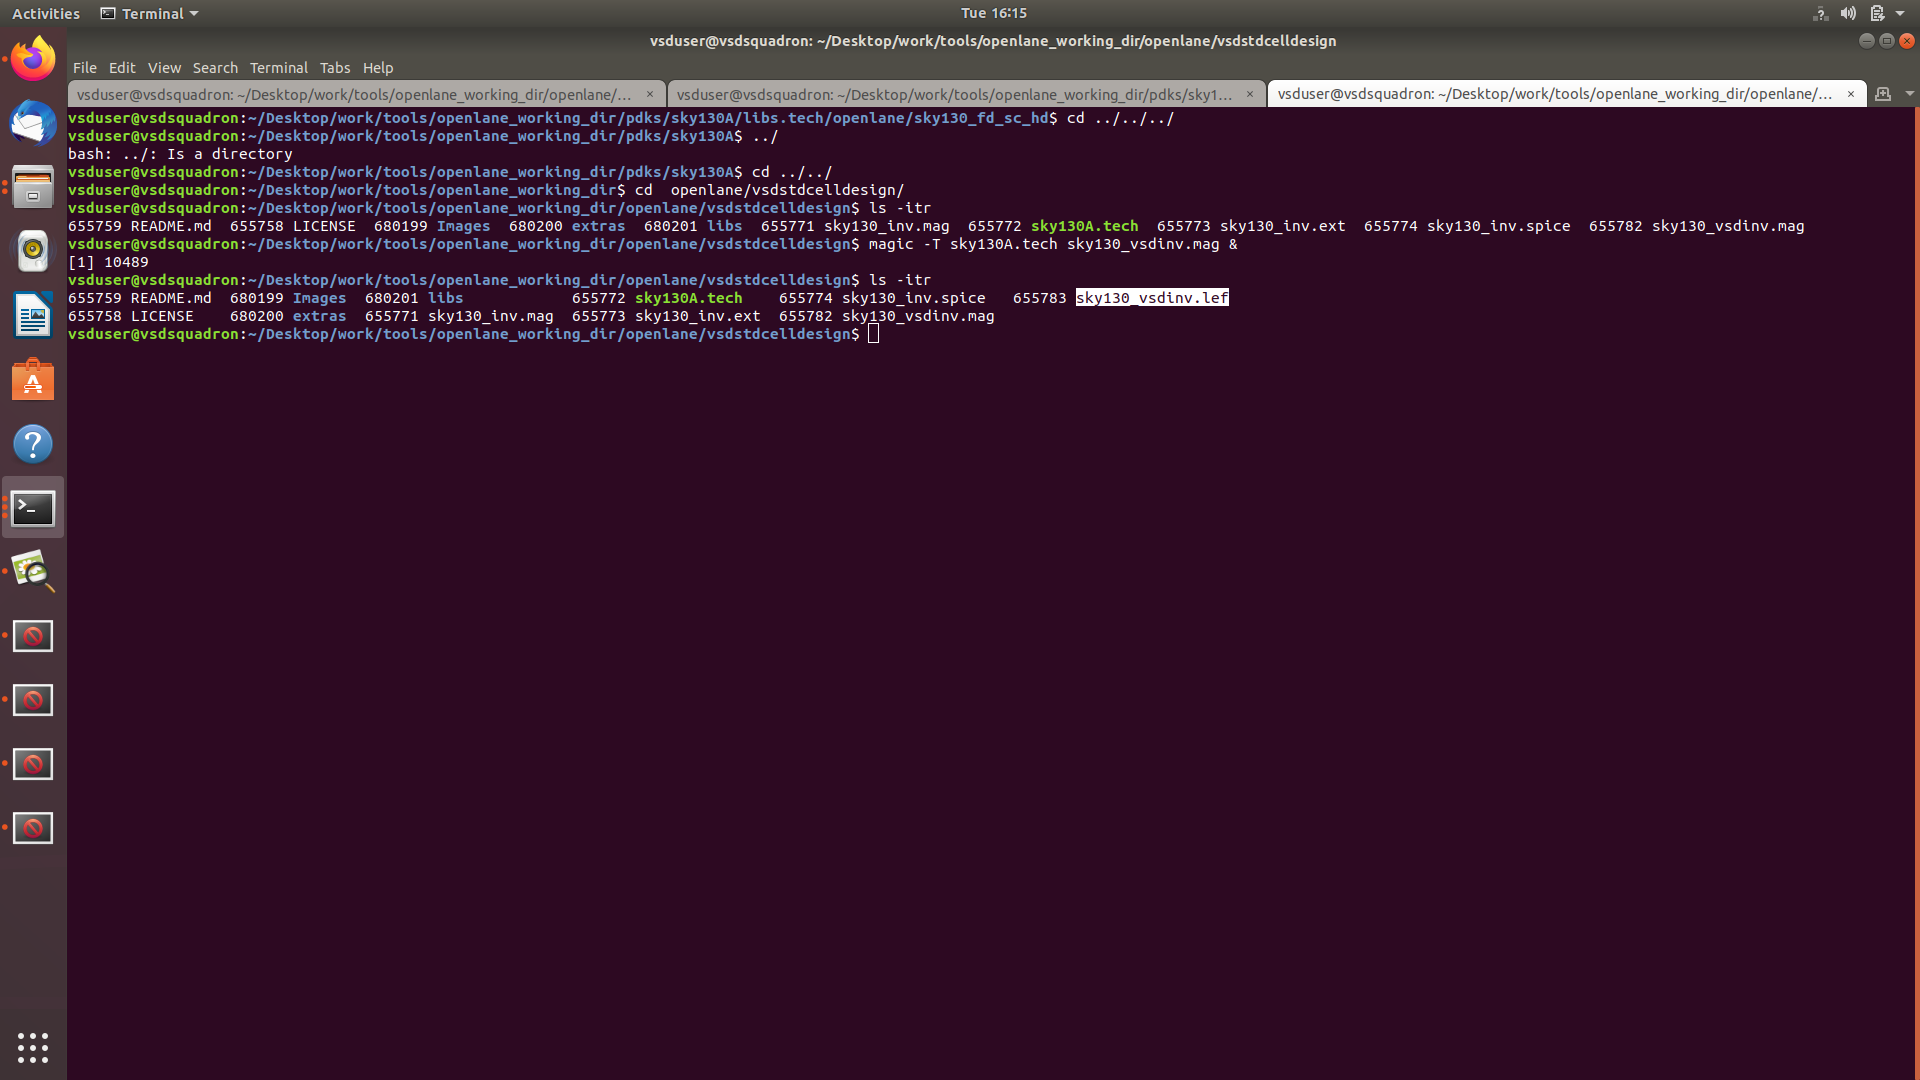 Activities Terminal Tue 16:15
vsduser@vsdsquadron: ~/Desktop/work/tools/openlane_working_dir/openlane/vsdstdcelldesign
File Edit View Search Terminal Tabs Help
vsduser@vsdsquadron: ~/Desktop/work/tools/openlane_working_dir/openlane/... × vsduser@vsdsquadron: ~/Desktop/work/tools/openlane_working_dir/pdks/sky1... × vsduser@vsdsquadron: ~/Desktop/work/tools/openlane_working_dir/openlane/... ×
vsduser@vsdsquadron:~/Desktop/work/tools/openlane_working_dir/pdks/sky130A/libs.tech/openlane/sky130_fd_sc_hd$ cd ../../../
vsduser@vsdsquadron:~/Desktop/work/tools/openlane_working_dir/pdks/sky130A$ ../
bash: ../: Is a directory
vsduser@vsdsquadron:~/Desktop/work/tools/openlane_working_dir/pdks/sky130A$ cd ../../
vsduser@vsdsquadron:~/Desktop/work/tools/openlane_working_dir$ cd  openlane/vsdstdcelldesign/
vsduser@vsdsquadron:~/Desktop/work/tools/openlane_working_dir/openlane/vsdstdcelldesign$ ls -itr
655759 README.md  655758 LICENSE  680199 Images  680200 extras  680201 libs  655771 sky130_inv.mag  655772 sky130A.tech  655773 sky130_inv.ext  655774 sky130_inv.spice  655782 sky130_vsdinv.mag
vsduser@vsdsquadron:~/Desktop/work/tools/openlane_working_dir/openlane/vsdstdcelldesign$ magic -T sky130A.tech sky130_vsdinv.mag &
[1] 10489
vsduser@vsdsquadron:~/Desktop/work/tools/openlane_working_dir/openlane/vsdstdcelldesign$ ls -itr
655759 README.md  680199 Images  680201 libs            655772 sky130A.tech    655774 sky130_inv.spice   655783 sky130_vsdinv.lef
655758 LICENSE    680200 extras  655771 sky130_inv.mag  655773 sky130_inv.ext  655782 sky130_vsdinv.mag
vsduser@vsdsquadron:~/Desktop/work/tools/openlane_working_dir/openlane/vsdstdcelldesign$